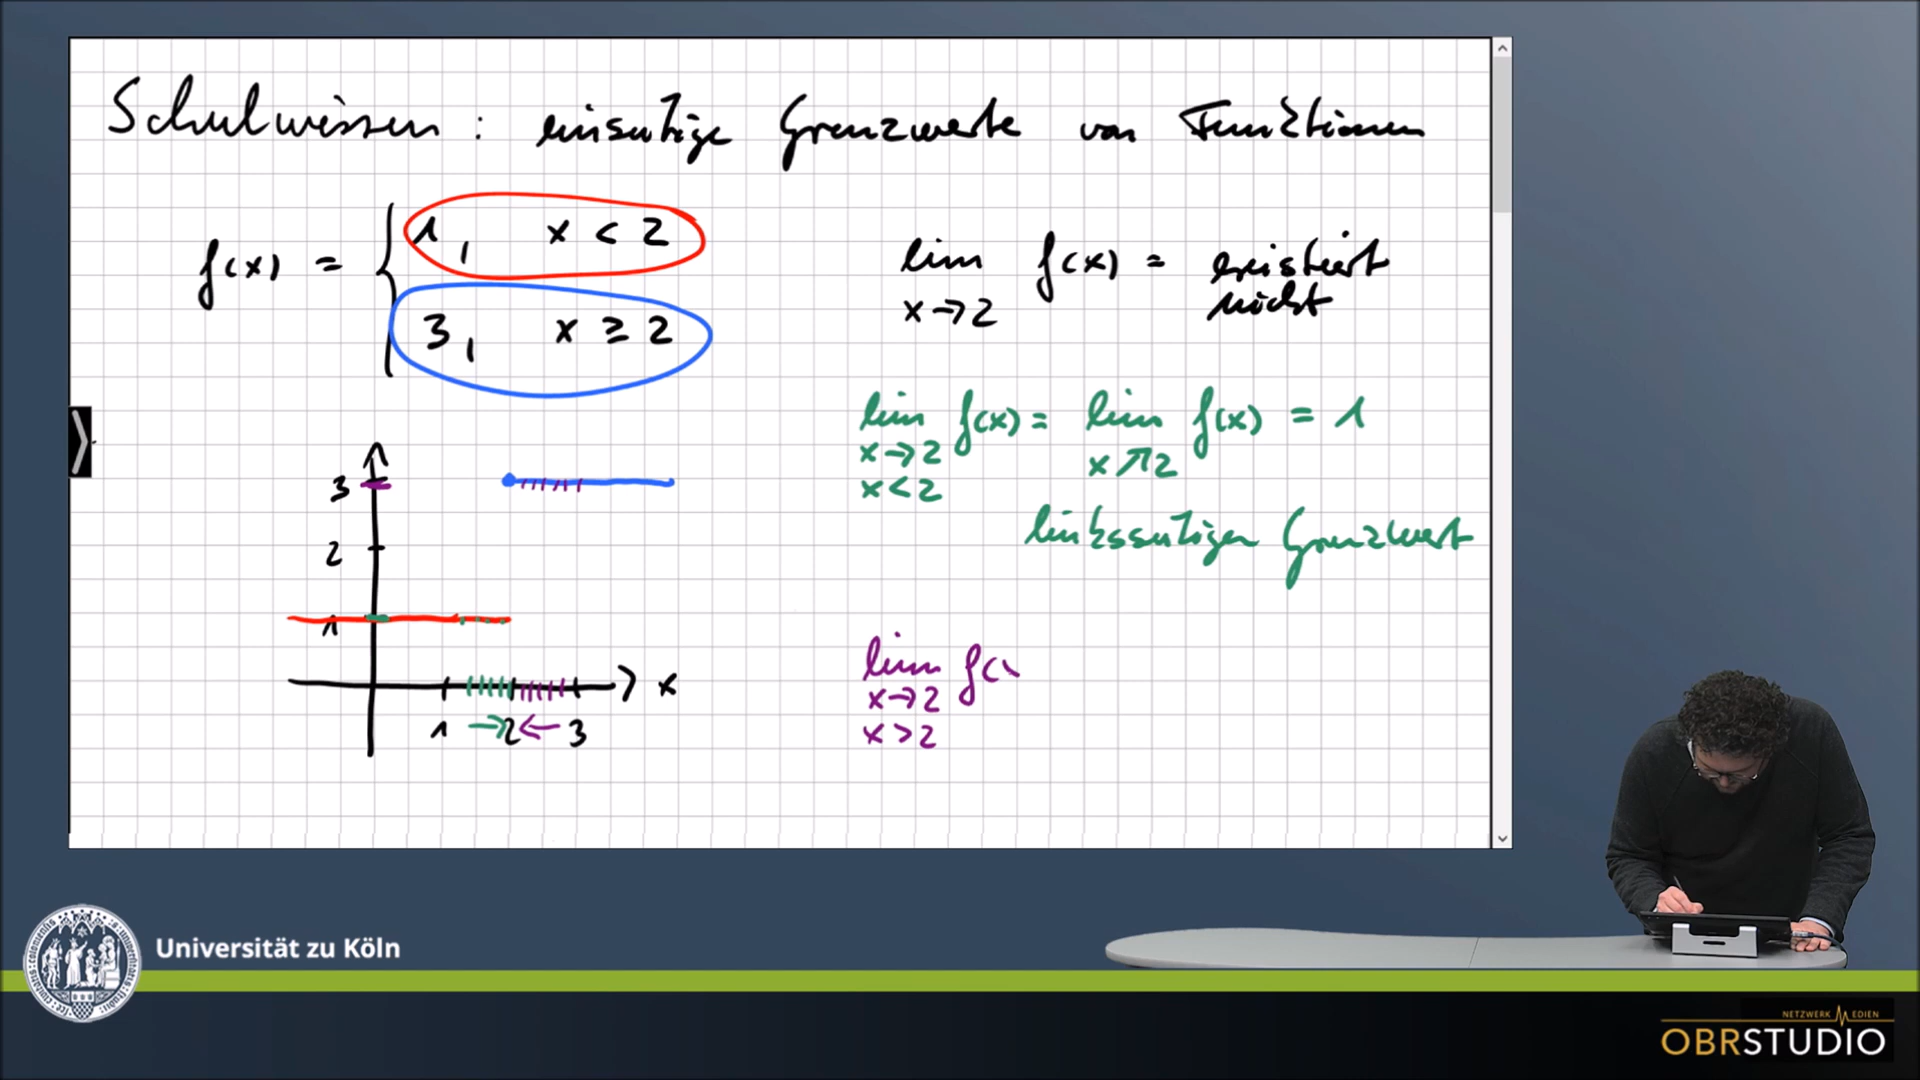 Schulwissen : einseitige Grenzwerte von Funktionen
f(x) = { 1, x < 2
3, x ≥ 2
lim f(x) = existiert nicht
x→2
lim f(x) = lim f(x) = 1
x→2 x↗2
x<2
linksseitigen Grenzwert
lim f(
x→2
x>2
3
2
1
x
1 →2← 3
Universität zu Köln
NETZWERK MEDIEN
OBRSTUDIO